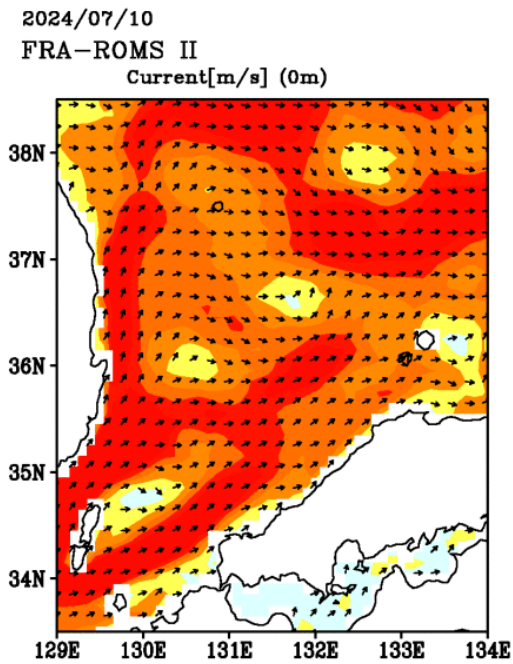 2024/07/10
FRA-ROMS II
Current[m/s] (0m)
38N
37N
36N
35N
34N
129E 130E 131E 132E 133E 134E